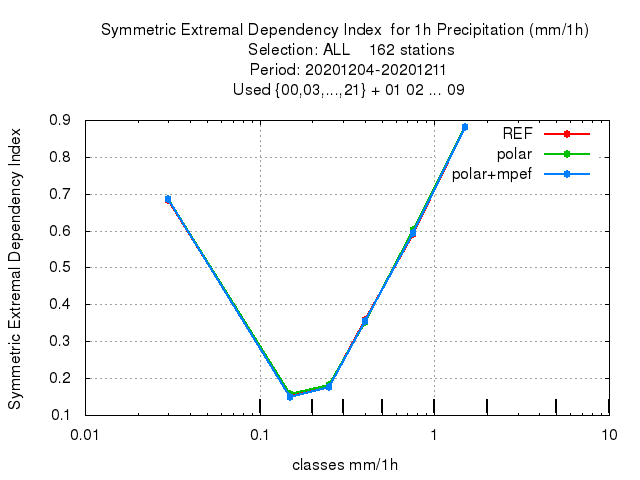 Symmetric Extremal Dependency Index  for 1h Precipitation (mm/1h)
Selection: ALL    162 stations
Period: 20201204-20201211
Used {00,03,...,21} + 01 02 ... 09
Symmetric Extremal Dependency Index
0.9
0.8
0.7
0.6
0.5
0.4
0.3
0.2
0.1
REF
polar
polar+mpef
0.01 0.1 1 10
classes mm/1h